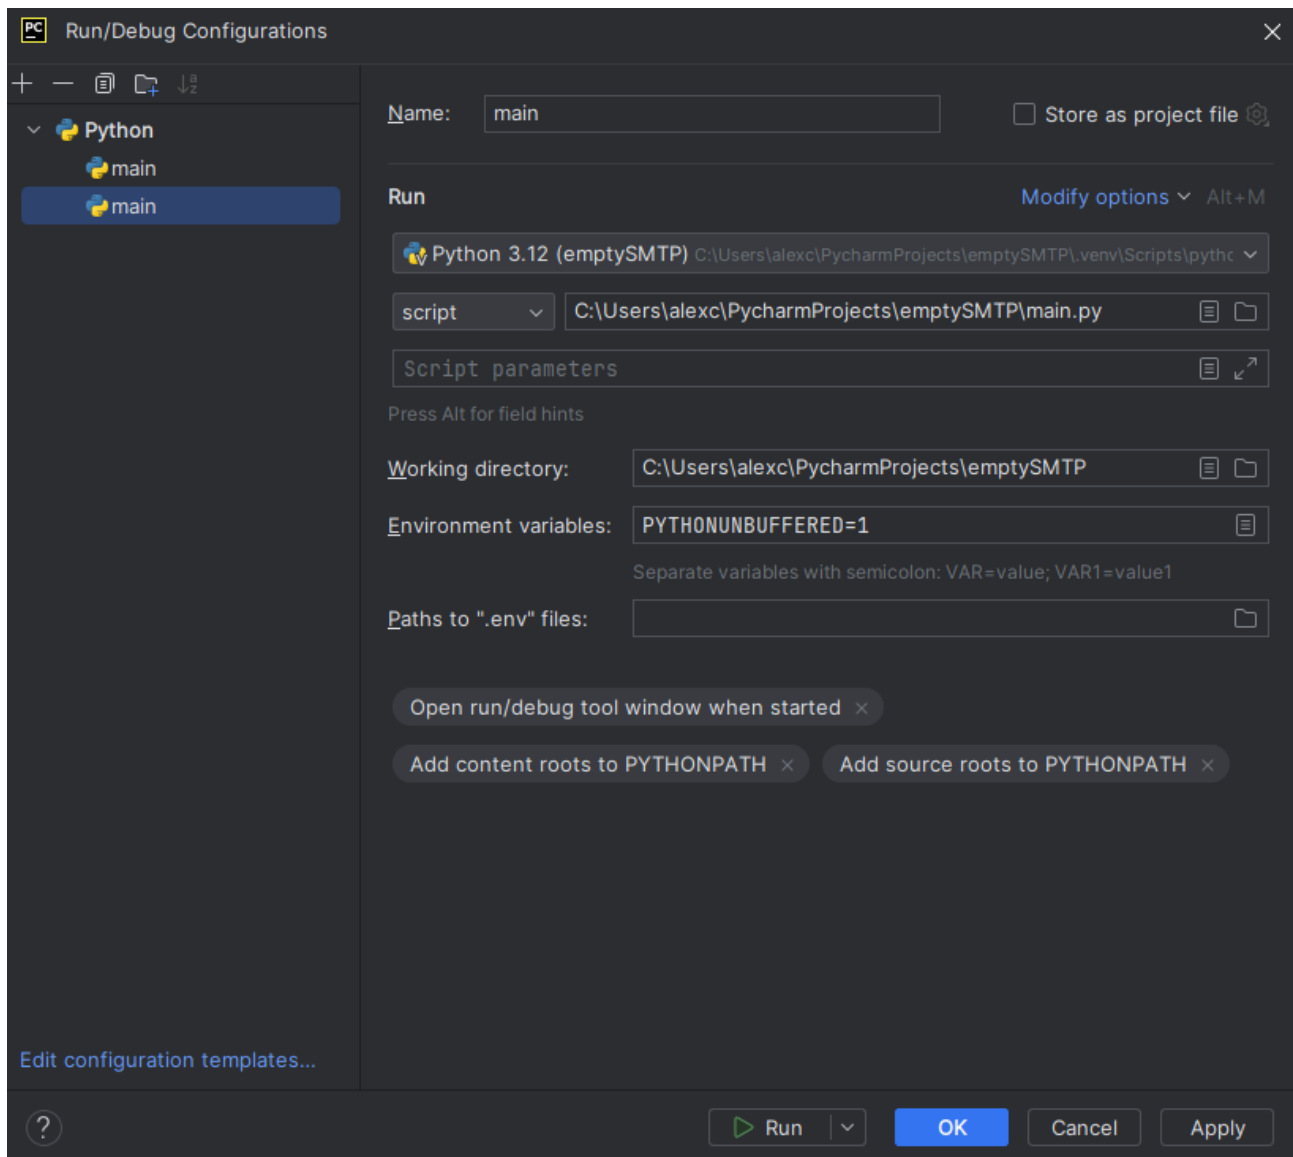 PC Run/Debug Configurations
Python
main
main
Edit configuration templates...
Name: main Store as project file
Run Modify options Alt+M
Python 3.12 (emptySMTP) C:\Users\alexc\PycharmProjects\emptySMTP\.venv\Scripts\pythc
script C:\Users\alexc\PycharmProjects\emptySMTP\main.py
Script parameters
Press Alt for field hints
Working directory: C:\Users\alexc\PycharmProjects\emptySMTP
Environment variables: PYTHONUNBUFFERED=1
Separate variables with semicolon: VAR=value; VAR1=value1
Paths to ".env" files:
Open run/debug tool window when started
Add content roots to PYTHONPATH Add source roots to PYTHONPATH
? Run OK Cancel Apply